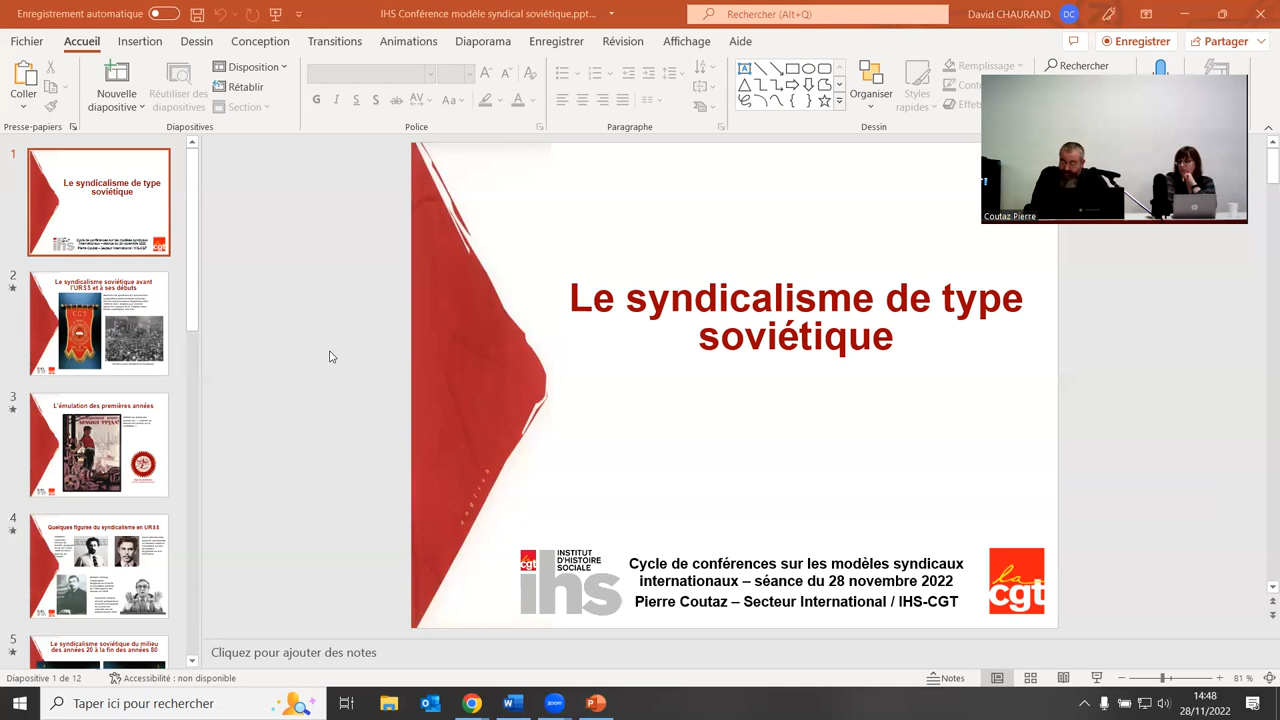 Enregistrement automatique
IHS Conférence modèle syndical soviétique.ppt...
Rechercher (Alt+Q)
David CHAURAND
DC
Fichier
Accueil
Insertion
Dessin
Conception
Transitions
Animations
Diaporama
Enregistrer
Révision
Affichage
Aide
Enregistrer
Partager
Coller
Nouvelle
diapositive
Réutiliser des
diapositives
Disposition
Rétablir
Section
Organiser
Styles
rapides
Remplissage
Rechercher
Presse-papiers
Diapositives
Police
Paragraphe
Dessin
Coutaz Pierre
1
Le syndicalisme de type
soviétique
2
Le syndicalisme soviétique avant
l'URSS et à ses débuts
3
L'émulation des premières années
4
Quelques figures du syndicalisme en URSS
5
Le syndicalisme soviétique du milieu
des années 20 à la fin des années 80
Le syndicalisme de type
soviétique
cgt
INSTITUT
D'HISTOIRE
SOCIALE
ihs
Cycle de conférences sur les modèles syndicaux
internationaux – séance du 28 novembre 2022
Pierre Coutaz – Secteur International / IHS-CGT
la
cgt
Cliquez pour ajouter des notes
Diapositive 1 de 12
Accessibilité : non disponible
Notes
81 %
Taper ici pour rechercher
zoom
14:48
28/11/2022